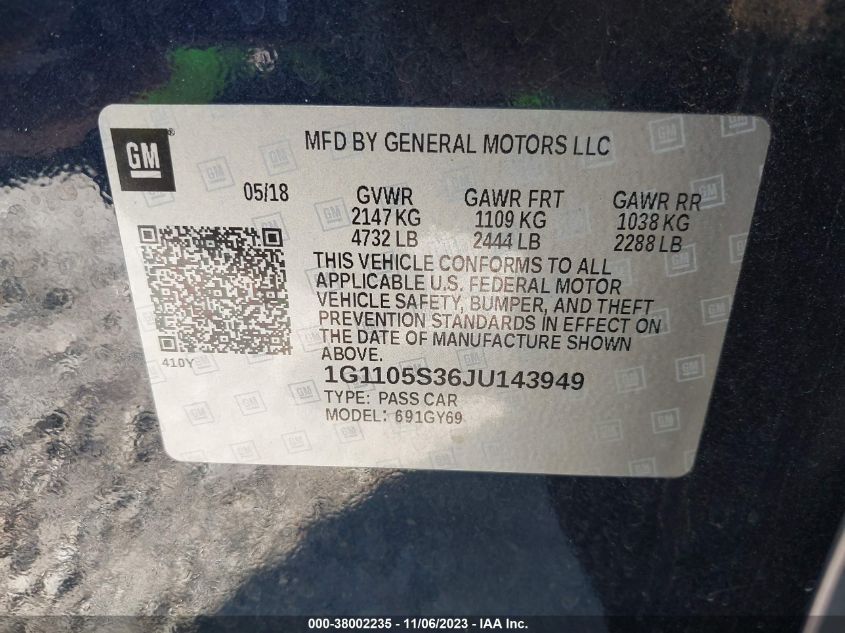 GM®
MFD BY GENERAL MOTORS LLC
05/18 GVWR GAWR FRT GAWR RR
2147 KG 1109 KG 1038 KG
4732 LB 2444 LB 2288 LB
THIS VEHICLE CONFORMS TO ALL
APPLICABLE U.S. FEDERAL MOTOR
VEHICLE SAFETY, BUMPER, AND THEFT
PREVENTION STANDARDS IN EFFECT ON
THE DATE OF MANUFACTURE SHOWN
ABOVE.
410Y
1G1105S36JU143949
TYPE: PASS CAR
MODEL: 691GY69
000-38002235 - 11/06/2023 - IAA Inc.